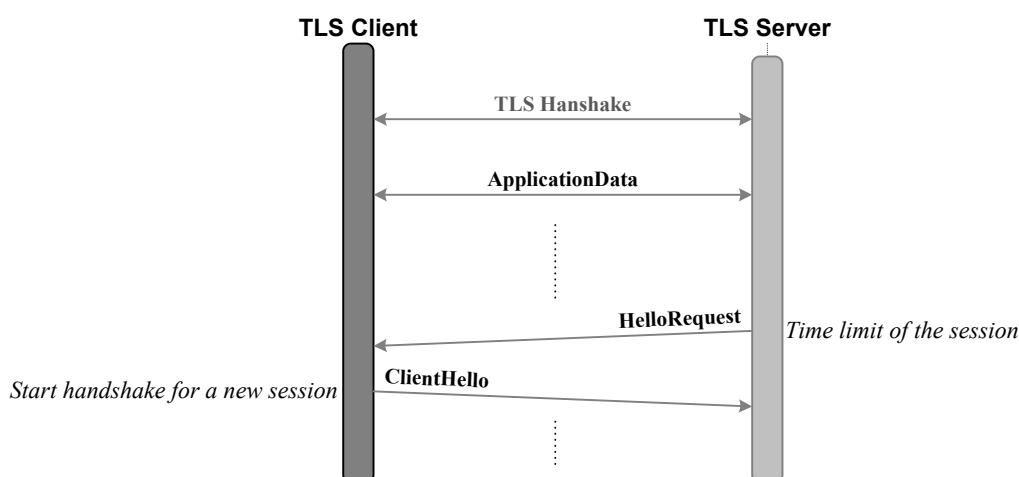 TLS Client
TLS Server
TLS Hanshake
ApplicationData
HelloRequest
Time limit of the session
Start handshake for a new session
ClientHello